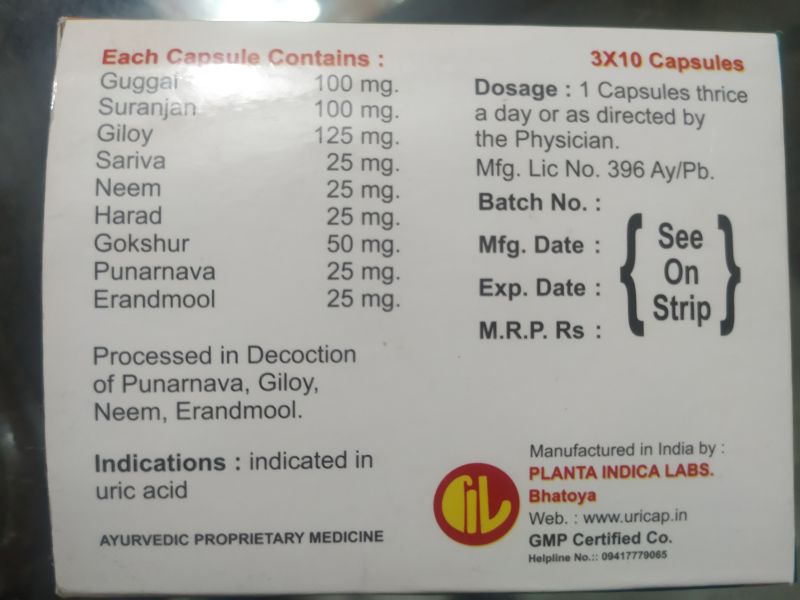 Each Capsule Contains :
Guggal 100 mg.
Suranjan 100 mg.
Giloy 125 mg.
Sariva 25 mg.
Neem 25 mg.
Harad 25 mg.
Gokshur 50 mg.
Punarnava 25 mg.
Erandmool 25 mg.
Processed in Decoction
of Punarnava, Giloy,
Neem, Erandmool.
Indications : indicated in
uric acid
AYURVEDIC PROPRIETARY MEDICINE
3X10 Capsules
Dosage : 1 Capsules thrice
a day or as directed by
the Physician.
Mfg. Lic No. 396 Ay/Pb.
Batch No. :
Mfg. Date :
Exp. Date :
M.R.P. Rs :
See
On
Strip
Manufactured in India by :
PLANTA INDICA LABS.
Bhatoya
Web. : www.uricap.in
GMP Certified Co.
Helpline No.:: 09417779065
PIL